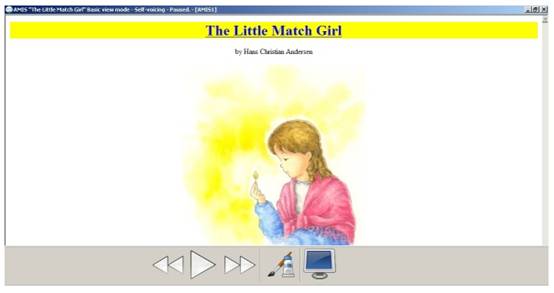 AMIS "The Little Match Girl" Basic view mode - Self-voicing - Paused. - [AMIS1]
The Little Match Girl
by Hans Christian Andersen